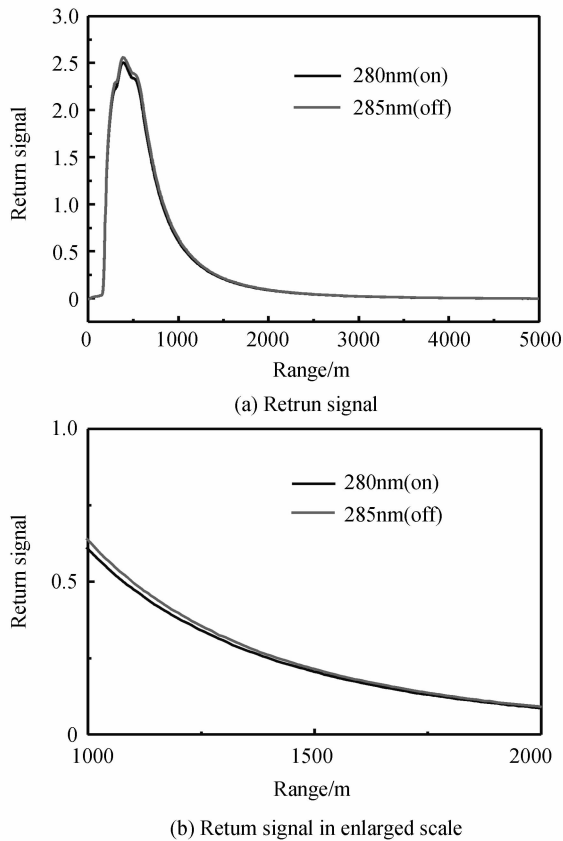 3.0
2.5
2.0
1.5
1.0
0.5
0
Return signal
280nm(on)
285nm(off)
0 1000 2000 3000 4000 5000
Range/m
(a) Retrun signal
1.0
0.5
0
Return signal
280nm(on)
285nm(off)
1000 1500 2000
Range/m
(b) Retum signal in enlarged scale